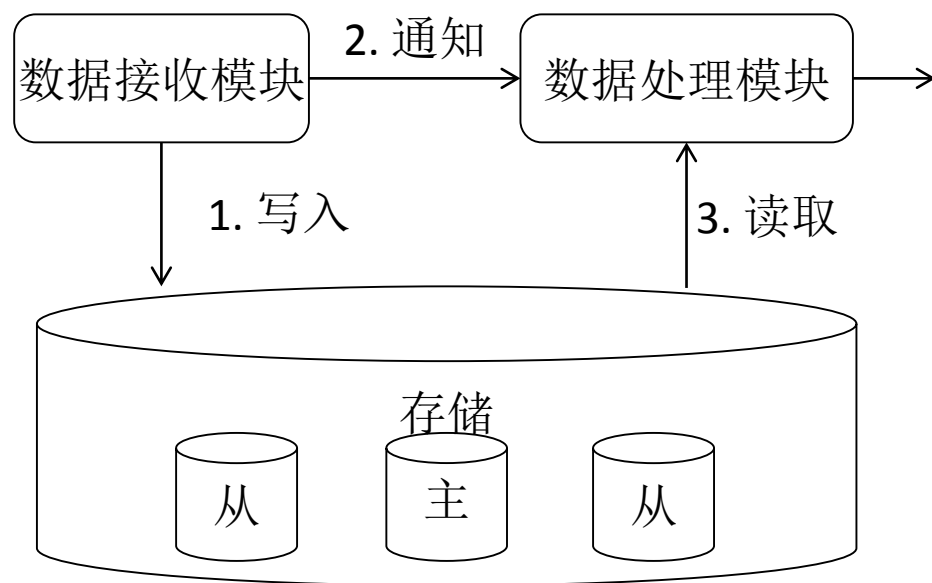 2. 通知
数据接收模块
数据处理模块
1. 写入
3. 读取
存储
从
主
从